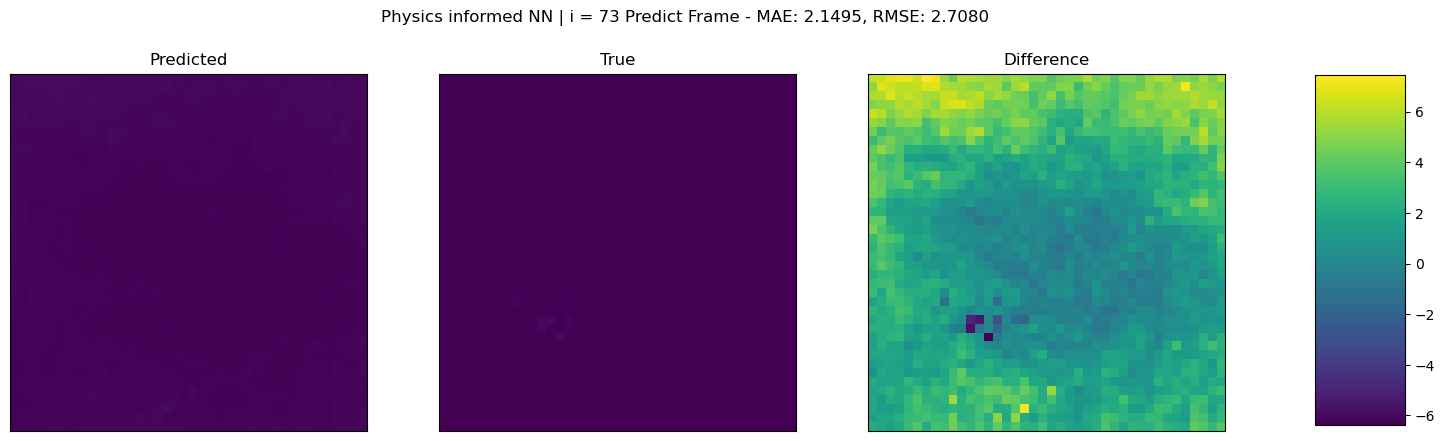 Physics informed NN | i = 73 Predict Frame - MAE: 2.1495, RMSE: 2.7080
Predicted
True
Difference
6
4
2
0
−2
−4
−6